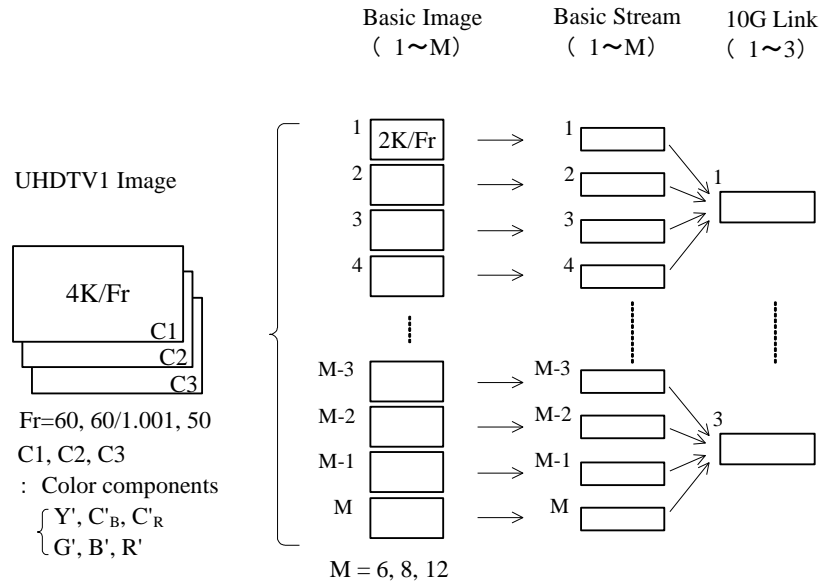 Basic Image
( 1～M)
Basic Stream
( 1～M)
10G Link
( 1～3)
UHDTV1 Image
4K/Fr
C1
C2
C3
Fr=60, 60/1.001, 50
C1, C2, C3
: Color components
Y', C'B, C'R
G', B', R'
1
2K/Fr
2
3
4
M-3
M-2
M-1
M
M = 6, 8, 12
1
2
3
4
M-3
M-2
M-1
M
1
3